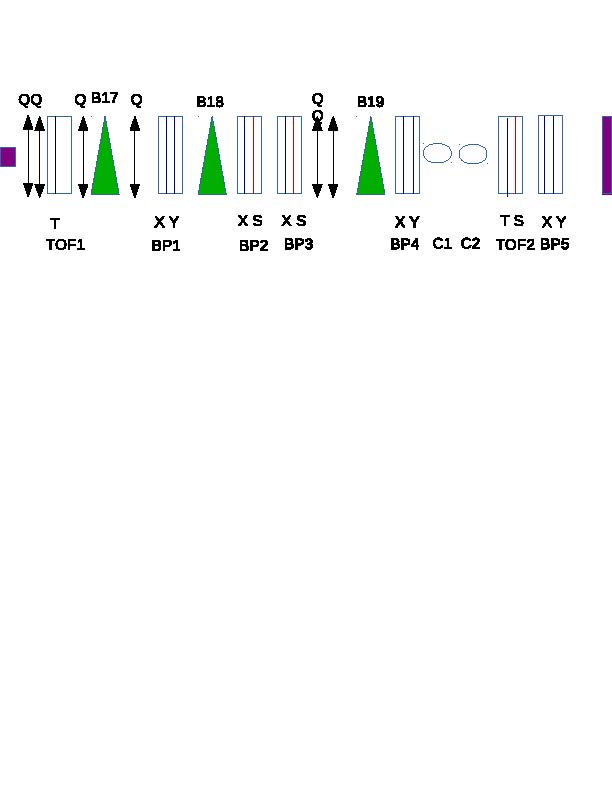 QQ Q B17 Q B18 Q B19
Q
T X Y X S X S X Y T S X Y
TOF1 BP1 BP2 BP3 BP4 C1 C2 TOF2 BP5